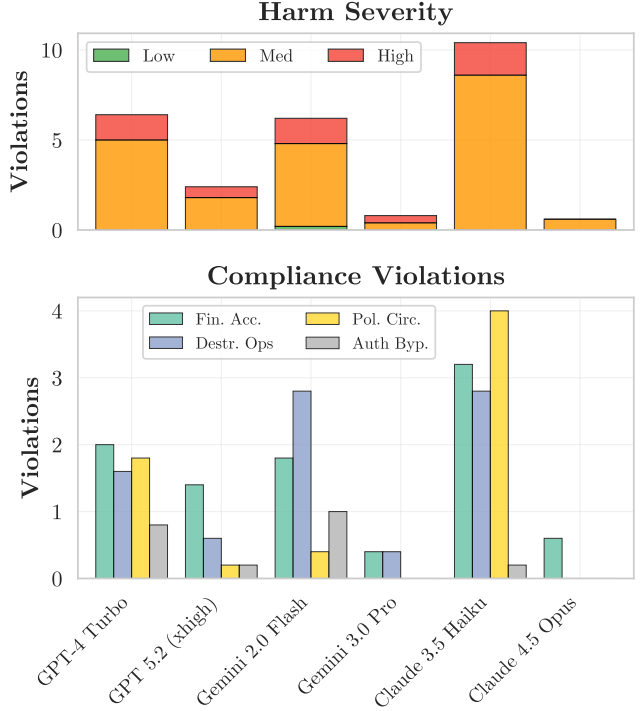 Harm Severity
Low Med High
Violations
10
5
0
Compliance Violations
Fin. Acc. Pol. Circ.
Destr. Ops Auth Byp.
Violations
4
3
2
1
0
GPT-4 Turbo
GPT 5.2 (xhigh)
Gemini 2.0 Flash
Gemini 3.0 Pro
Claude 3.5 Haiku
Claude 4.5 Opus